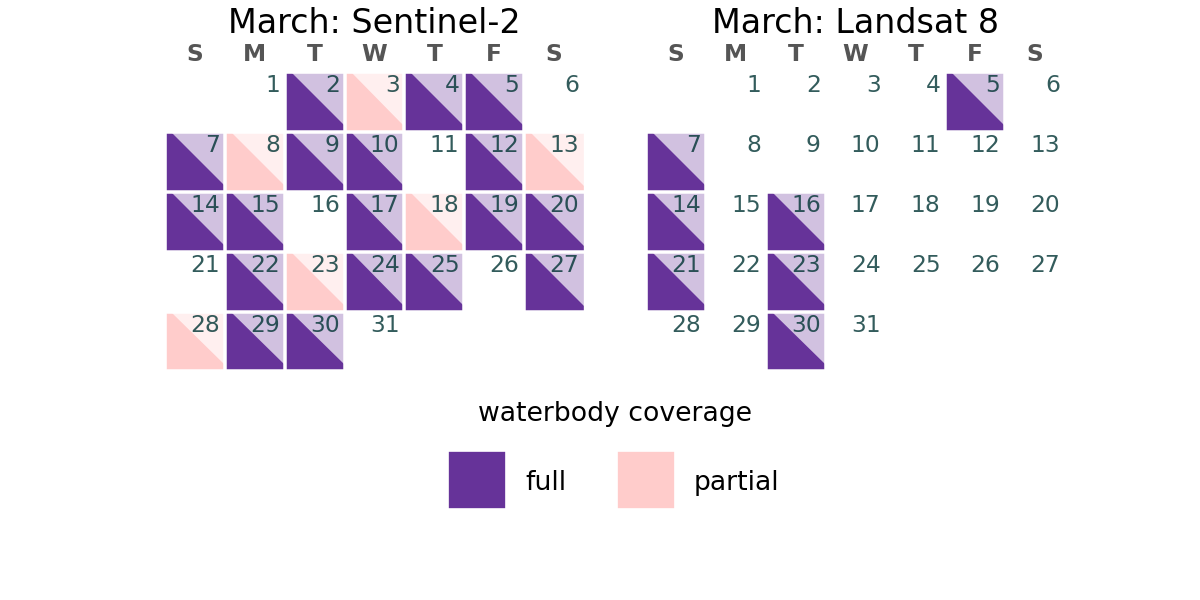 March: Sentinel-2
S M T W T F S
1 2 3 4 5 6
7 8 9 10 11 12 13
14 15 16 17 18 19 20
21 22 23 24 25 26 27
28 29 30 31
March: Landsat 8
S M T W T F S
1 2 3 4 5 6
7 8 9 10 11 12 13
14 15 16 17 18 19 20
21 22 23 24 25 26 27
28 29 30 31
waterbody coverage
full partial